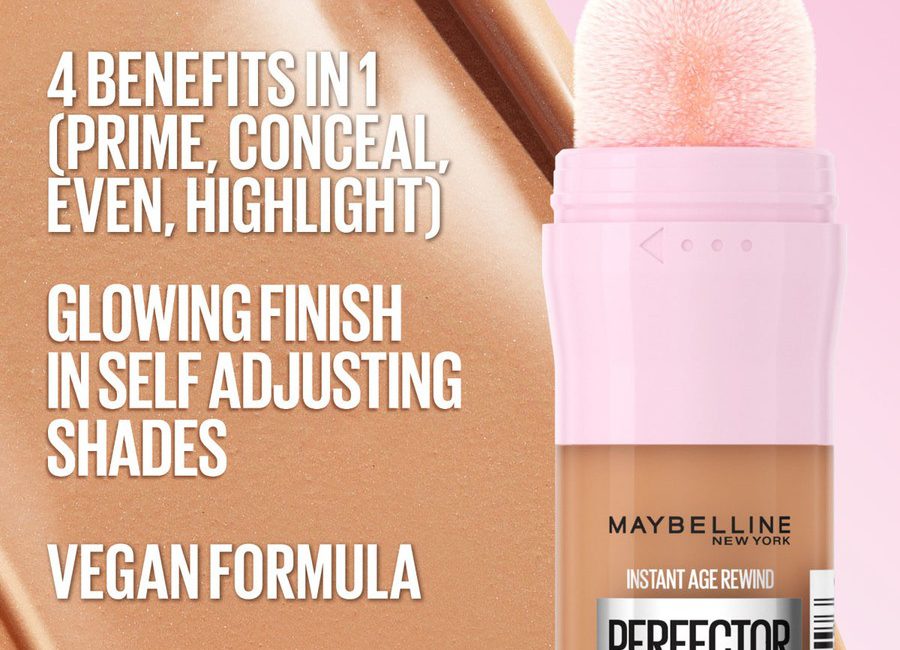 4 BENEFITS IN 1
(PRIME, CONCEAL,
EVEN, HIGHLIGHT)
GLOWING FINISH
IN SELF ADJUSTING
SHADES
VEGAN FORMULA
MAYBELLINE
NEW YORK
INSTANT AGE REWIND
PERFECTOR